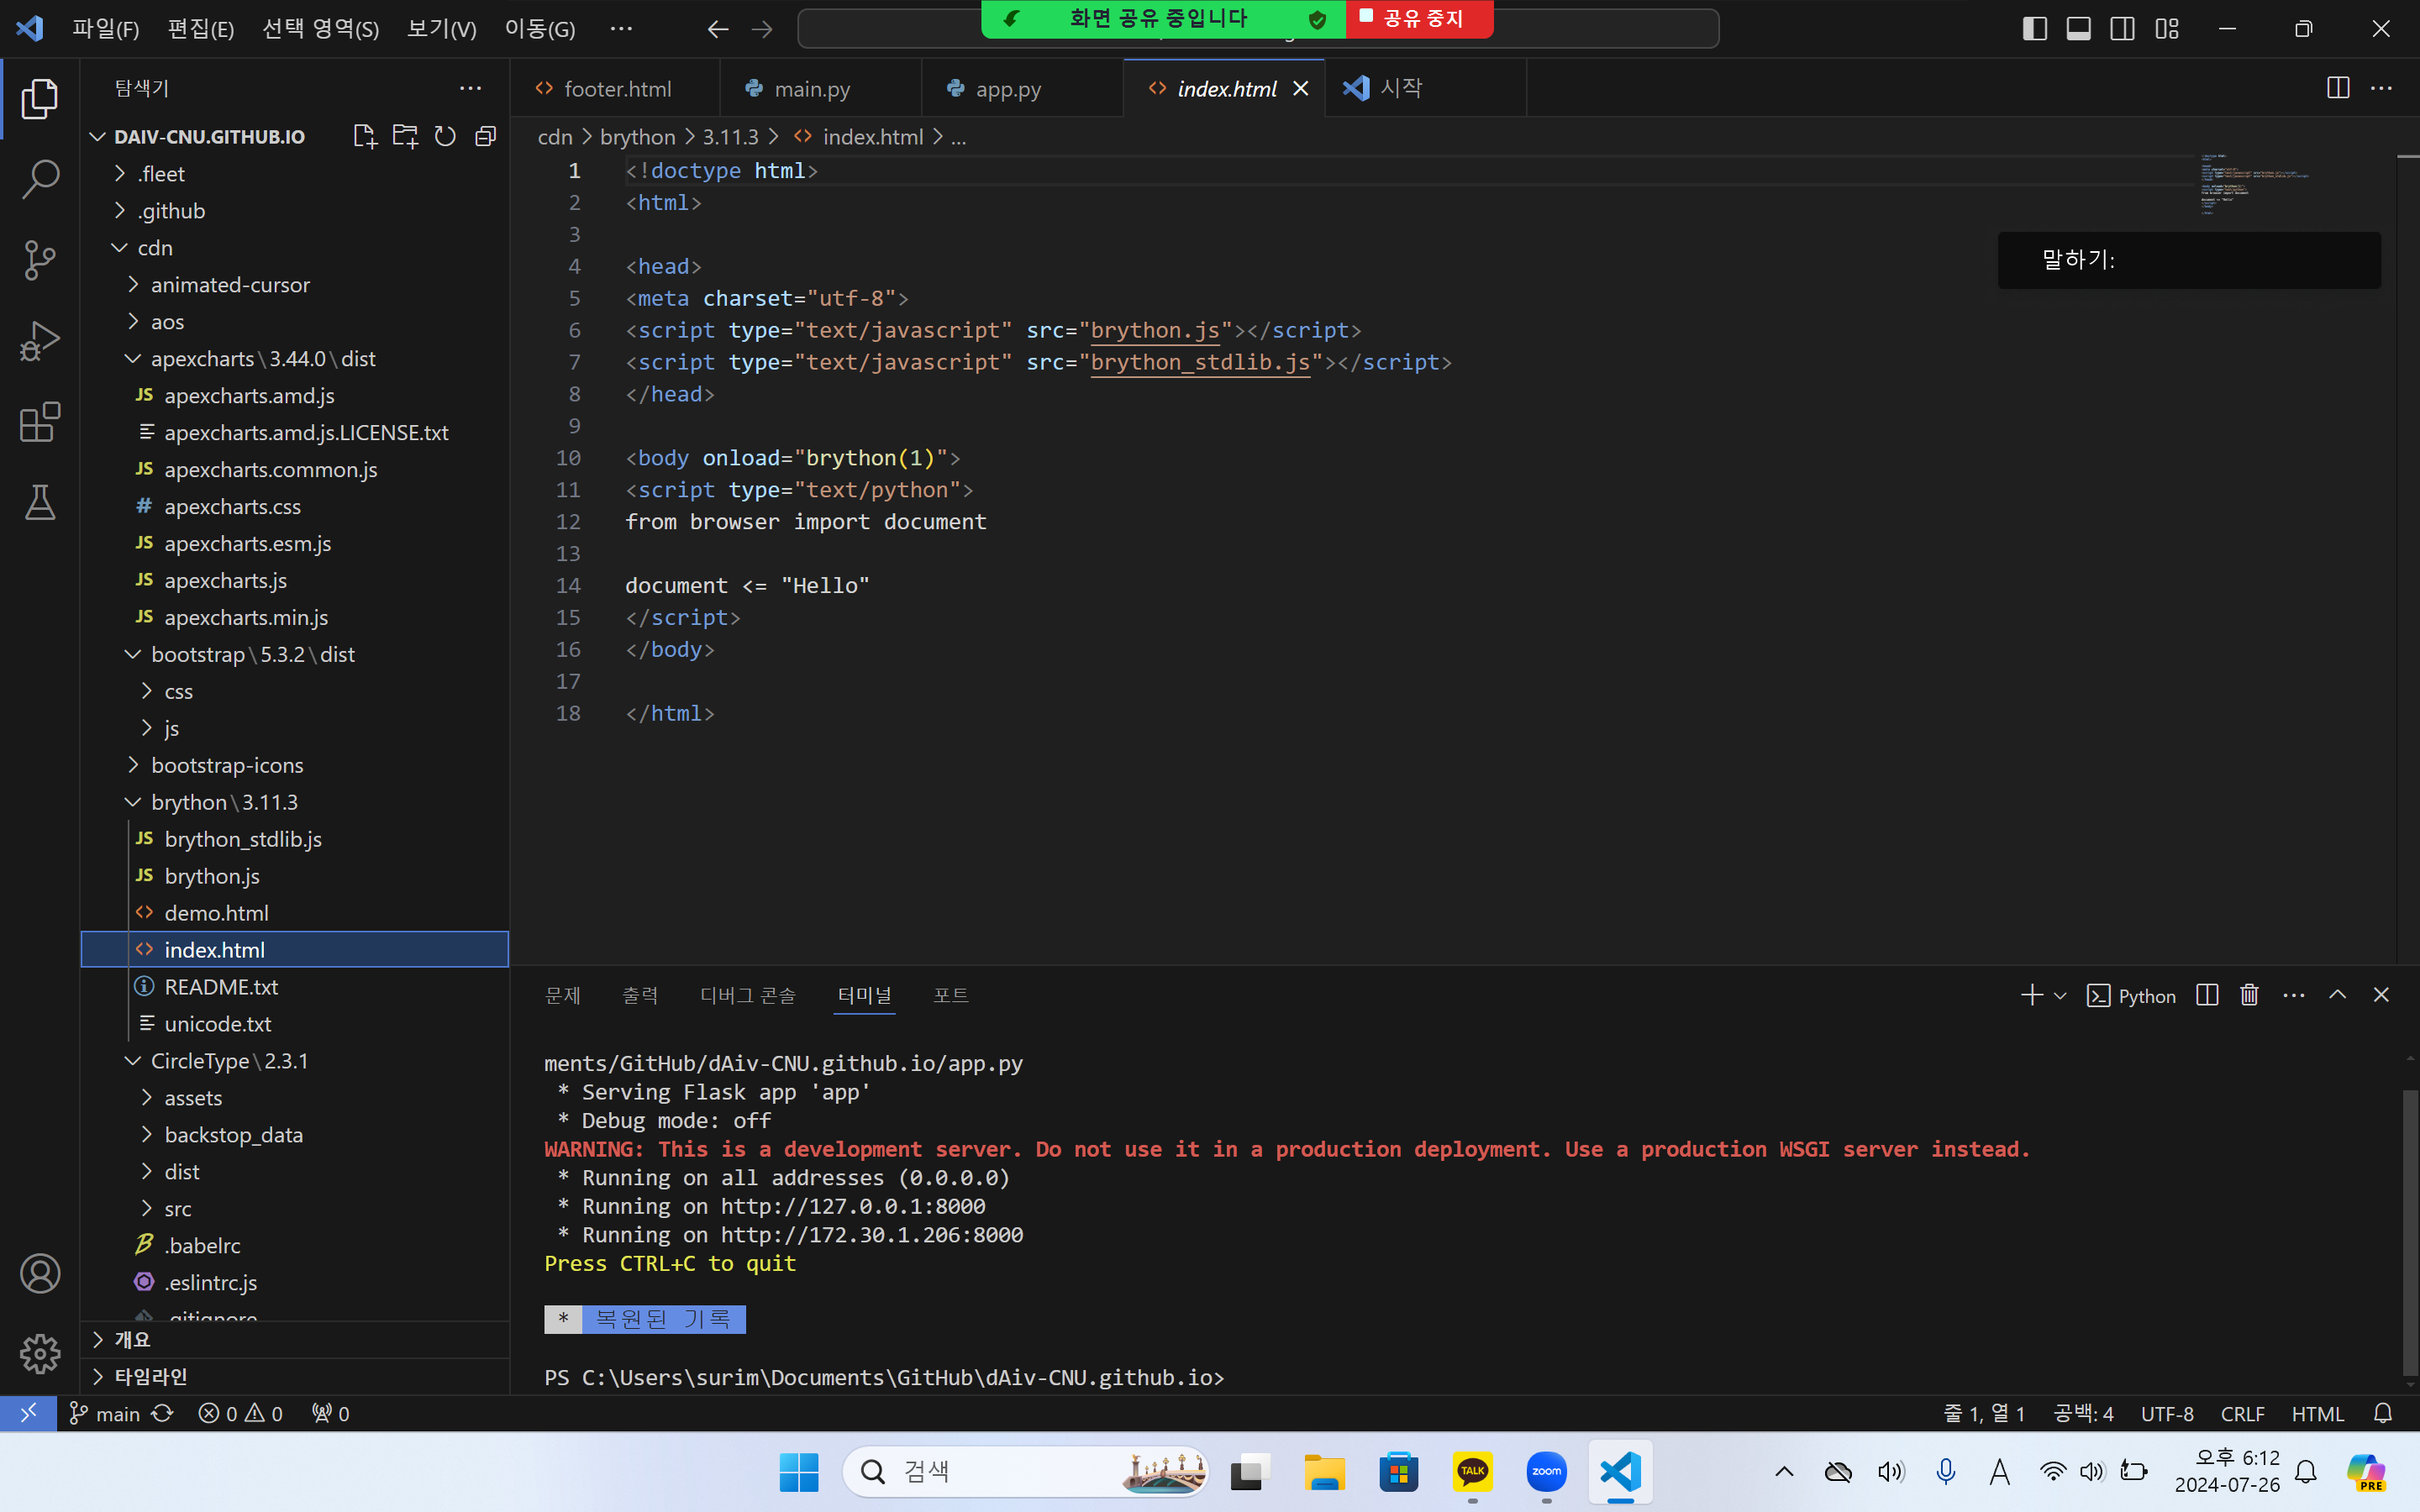 파일(F) 편집(E) 선택 영역(S) 보기(V) 이동(G) ···
화면 공유 중입니다 공유 중지
탐색기
footer.html main.py app.py index.html 시작
DAIV-CNU.GITHUB.IO
cdn > brython > 3.11.3 > index.html > ...
.fleet
.github
cdn
animated-cursor
aos
apexcharts\3.44.0\dist
JS apexcharts.amd.js
apexcharts.amd.js.LICENSE.txt
JS apexcharts.common.js
# apexcharts.css
JS apexcharts.esm.js
JS apexcharts.js
JS apexcharts.min.js
bootstrap\5.3.2\dist
css
js
bootstrap-icons
brython\3.11.3
JS brython_stdlib.js
JS brython.js
demo.html
index.html
README.txt
unicode.txt
CircleType\2.3.1
assets
backstop_data
dist
src
.babelrc
.eslintrc.js
.gitignore
개요
타임라인
1 <!doctype html>
2 <html>
3
4 <head>
5 <meta charset="utf-8">
6 <script type="text/javascript" src="brython.js"></script>
7 <script type="text/javascript" src="brython_stdlib.js"></script>
8 </head>
9
10 <body onload="brython(1)">
11 <script type="text/python">
12 from browser import document
13
14 document <= "Hello"
15 </script>
16 </body>
17
18 </html>
말하기:
문제 출력 디버그 콘솔 터미널 포트
Python
ments/GitHub/dAiv-CNU.github.io/app.py
* Serving Flask app 'app'
* Debug mode: off
WARNING: This is a development server. Do not use it in a production deployment. Use a production WSGI server instead.
* Running on all addresses (0.0.0.0)
* Running on http://127.0.0.1:8000
* Running on http://172.30.1.206:8000
Press CTRL+C to quit
* 복원된 기록
PS C:\Users\surim\Documents\GitHub\dAiv-CNU.github.io>
main 0 0 0 줄 1, 열 1 공백: 4 UTF-8 CRLF HTML
검색
TALK
zoom
A
오후 6:12
2024-07-26
PRE